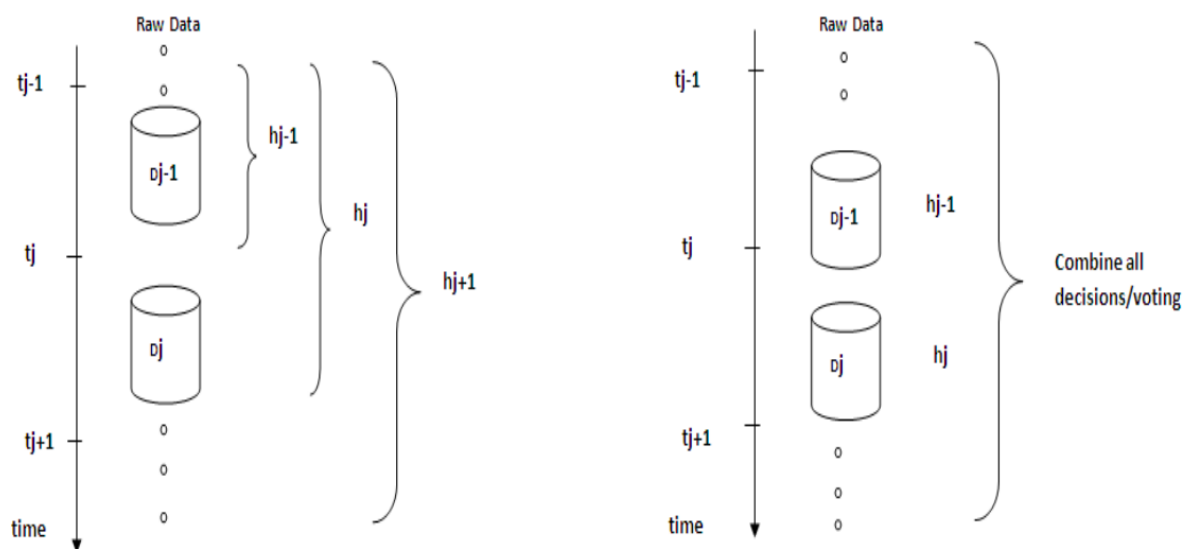 Raw Data
tj-1
hj-1
Dj-1
hj
tj
hj+1
Dj
tj+1
time
Raw Data
tj-1
Dj-1
hj-1
tj
Combine all
decisions/voting
Dj
hj
tj+1
time